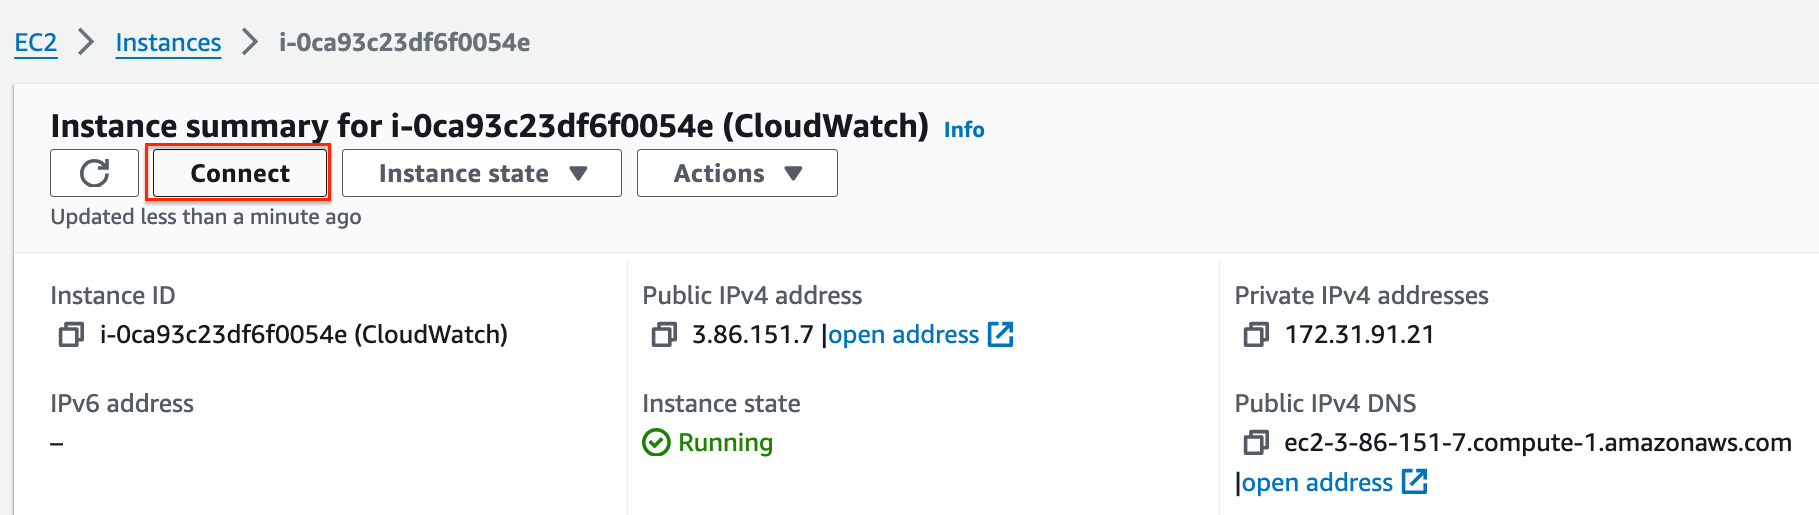 EC2 > Instances > i-0ca93c23df6f0054e
Instance summary for i-0ca93c23df6f0054e (CloudWatch) Info
Connect Instance state ▼ Actions ▼
Updated less than a minute ago
Instance ID
i-0ca93c23df6f0054e (CloudWatch)
Public IPv4 address
3.86.151.7 |open address
Private IPv4 addresses
172.31.91.21
IPv6 address
–
Instance state
Running
Public IPv4 DNS
ec2-3-86-151-7.compute-1.amazonaws.com
|open address